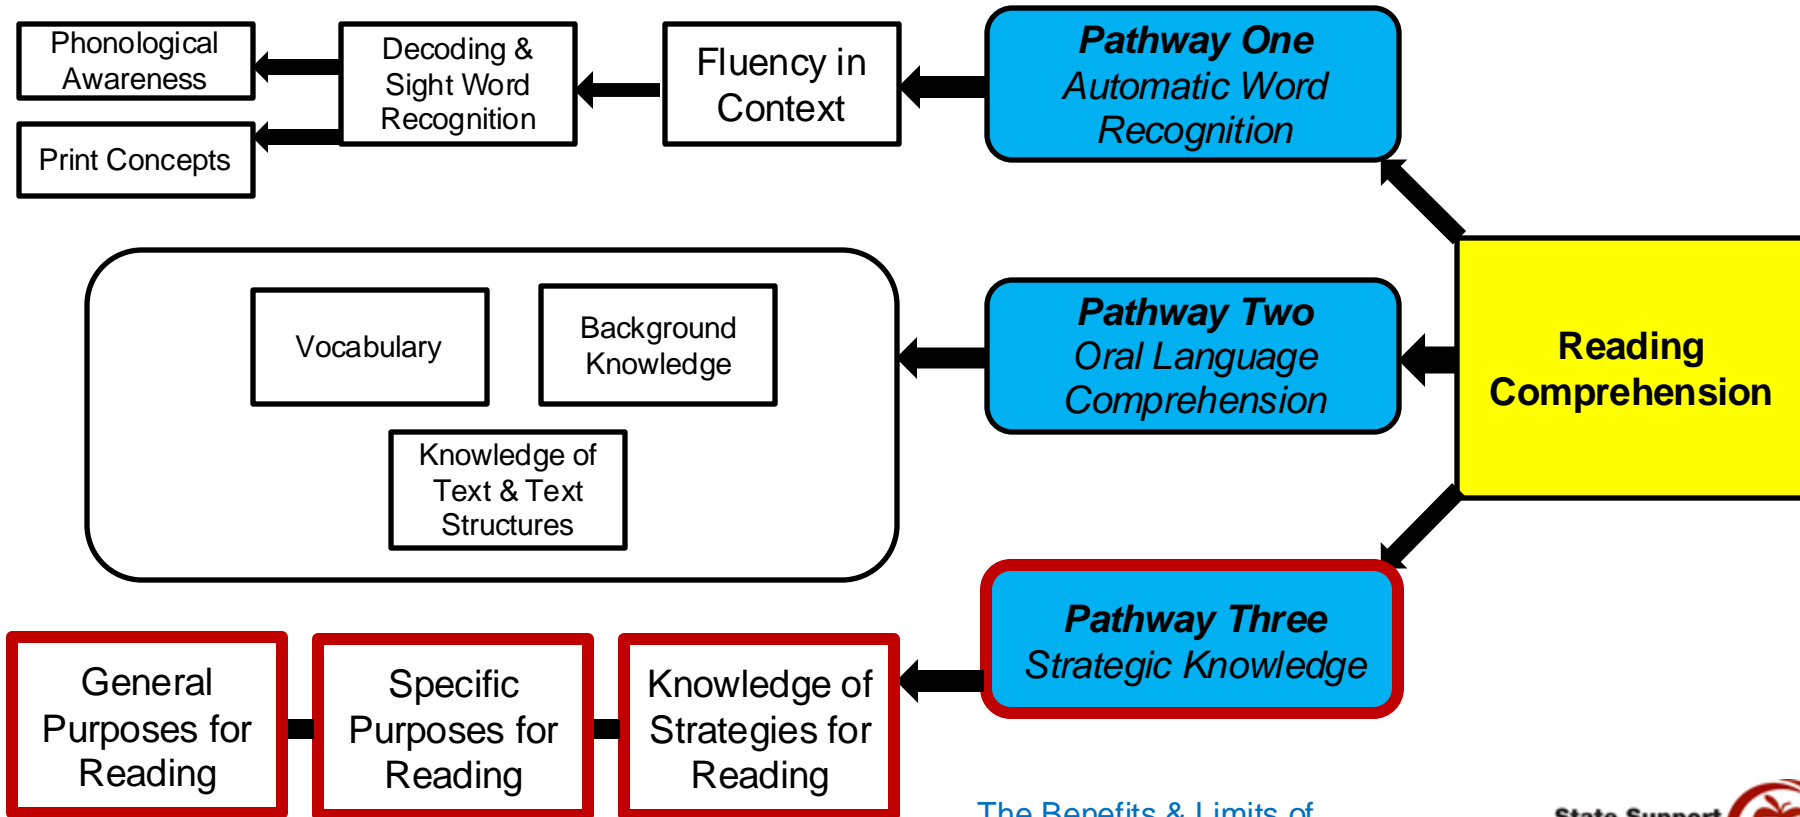 Phonological
Awareness
Print Concepts
Decoding &
Sight Word
Recognition
Fluency in
Context
Pathway One
Automatic Word
Recognition
Vocabulary
Background
Knowledge
Knowledge of
Text & Text
Structures
Pathway Two
Oral Language
Comprehension
Reading
Comprehension
General
Purposes for
Reading
Specific
Purposes for
Reading
Knowledge of
Strategies for
Reading
Pathway Three
Strategic Knowledge
The Benefits & Limits of
State Support